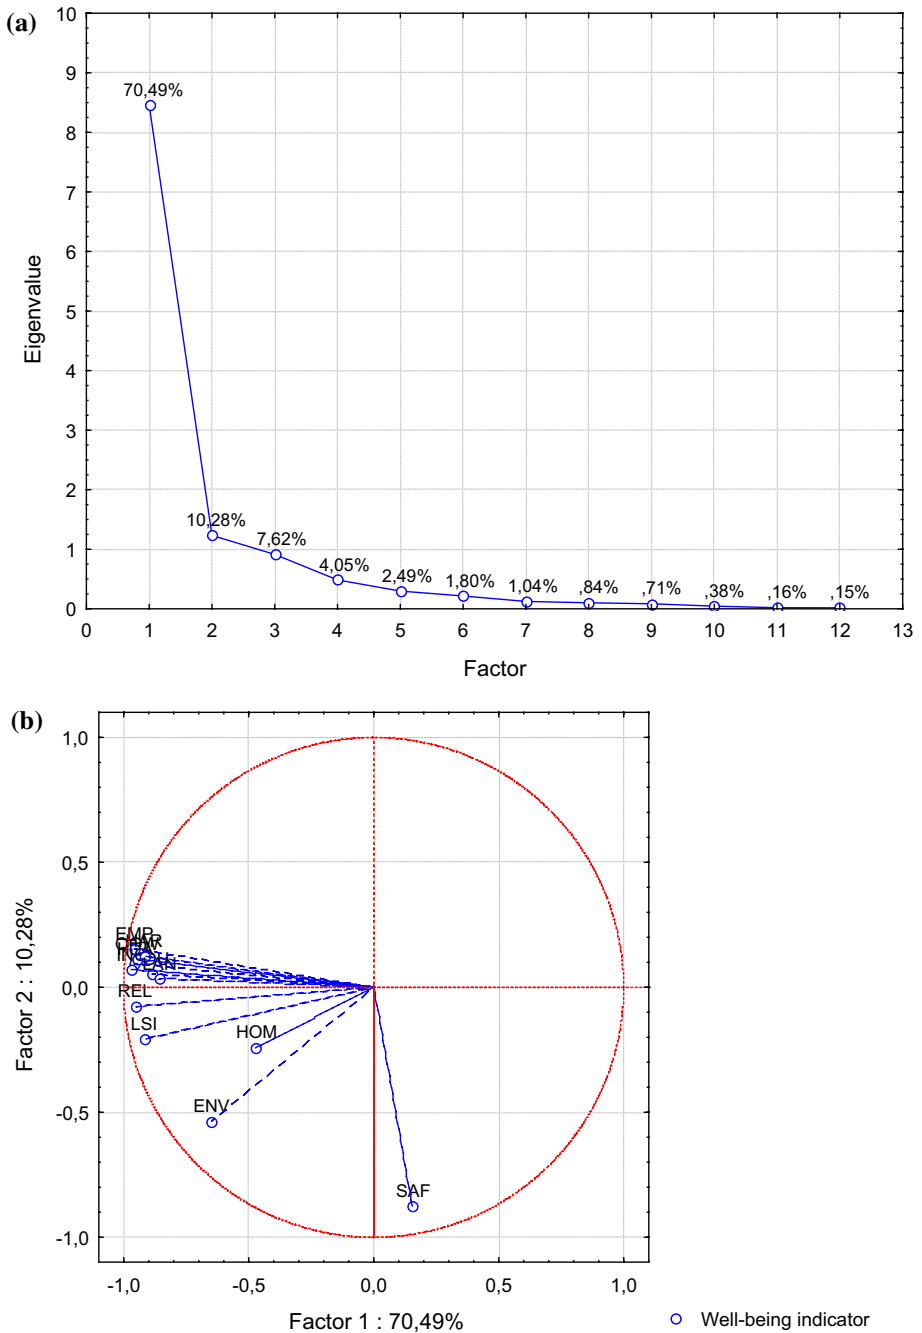 (a)
10
9
8
7
6
5
4
3
2
1
0
Eigenvalue
70,49%
10,28%
7,62%
4,05%
2,49%
1,80%
1,04%
,84%
,71%
,38%
,16%
,15%
0 1 2 3 4 5 6 7 8 9 10 11 12 13
Factor
(b)
1,0
0,5
0,0
-0,5
-1,0
Factor 2 : 10,28%
EMP
REL
LSI
HOM
ENV
SAF
-1,0 -0,5 0,0 0,5 1,0
Factor 1 : 70,49%
Well-being indicator